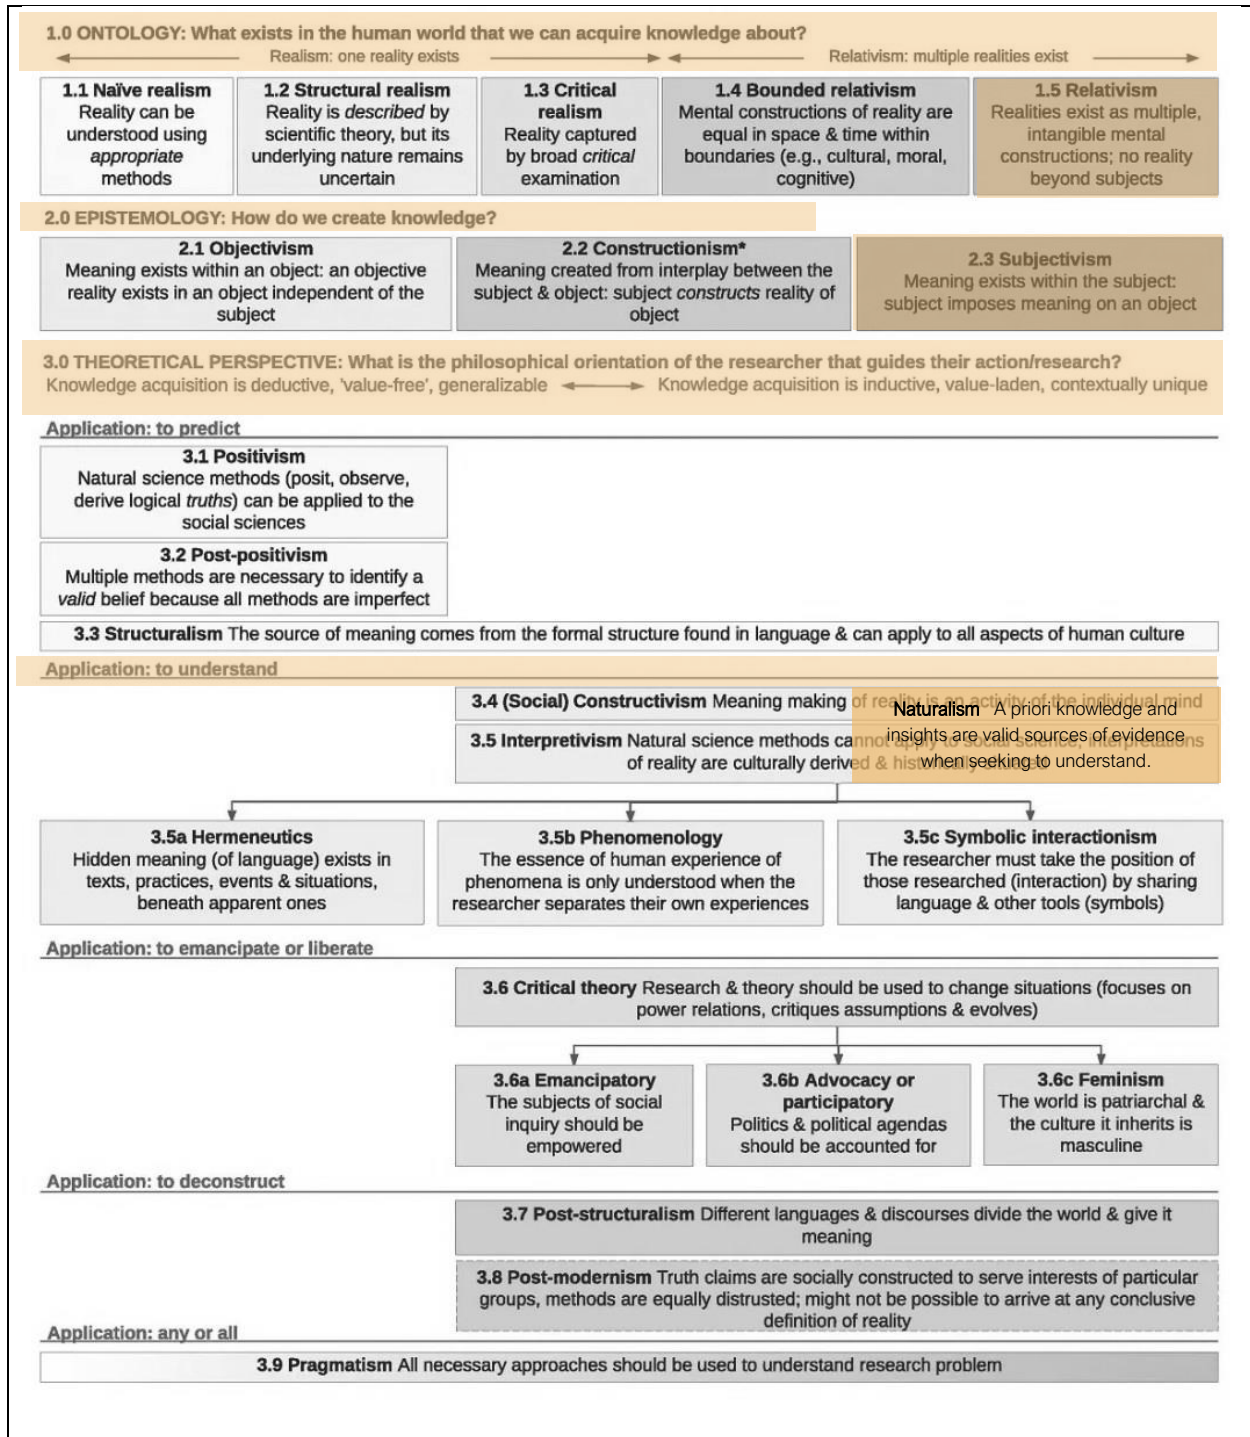 1.0 ONTOLOGY: What exists in the human world that we can acquire knowledge about?
Realism: one reality exists
Relativism: multiple realities exist
1.1 Naïve realism
Reality can be
understood using
appropriate
methods
1.2 Structural realism
Reality is described by
scientific theory, but its
underlying nature remains
uncertain
1.3 Critical
realism
Reality captured
by broad critical
examination
1.4 Bounded relativism
Mental constructions of reality are
equal in space & time within
boundaries (e.g., cultural, moral,
cognitive)
1.5 Relativism
Realities exist as multiple,
intangible mental
constructions; no reality
beyond subjects
2.0 EPISTEMOLOGY: How do we create knowledge?
2.1 Objectivism
Meaning exists within an object: an objective
reality exists in an object independent of the
subject
2.2 Constructionism*
Meaning created from interplay between the
subject & object: subject constructs reality of
object
2.3 Subjectivism
Meaning exists within the subject:
subject imposes meaning on an object
3.0 THEORETICAL PERSPECTIVE: What is the philosophical orientation of the researcher that guides their action/research?
Knowledge acquisition is deductive, 'value-free', generalizable
Knowledge acquisition is inductive, value-laden, contextually unique
Application: to predict
3.1 Positivism
Natural science methods (posit, observe,
derive logical truths) can be applied to the
social sciences
3.2 Post-positivism
Multiple methods are necessary to identify a
valid belief because all methods are imperfect
3.3 Structuralism The source of meaning comes from the formal structure found in language & can apply to all aspects of human culture
Application: to understand
3.4 (Social) Constructivism Meaning making of reality is an activity of the individual mind
3.5 Interpretivism Natural science methods cannot apply to social science; interpretations
of reality are culturally derived & historically situated
Naturalism A priori knowledge and
insights are valid sources of evidence
when seeking to understand.
3.5a Hermeneutics
Hidden meaning (of language) exists in
texts, practices, events & situations,
beneath apparent ones
3.5b Phenomenology
The essence of human experience of
phenomena is only understood when the
researcher separates their own experiences
3.5c Symbolic interactionism
The researcher must take the position of
those researched (interaction) by sharing
language & other tools (symbols)
Application: to emancipate or liberate
3.6 Critical theory Research & theory should be used to change situations (focuses on
power relations, critiques assumptions & evolves)
3.6a Emancipatory
The subjects of social
inquiry should be
empowered
3.6b Advocacy or
participatory
Politics & political agendas
should be accounted for
3.6c Feminism
The world is patriarchal &
the culture it inherits is
masculine
Application: to deconstruct
3.7 Post-structuralism Different languages & discourses divide the world & give it
meaning
3.8 Post-modernism Truth claims are socially constructed to serve interests of particular
groups, methods are equally distrusted; might not be possible to arrive at any conclusive
definition of reality
Application: any or all
3.9 Pragmatism All necessary approaches should be used to understand research problem